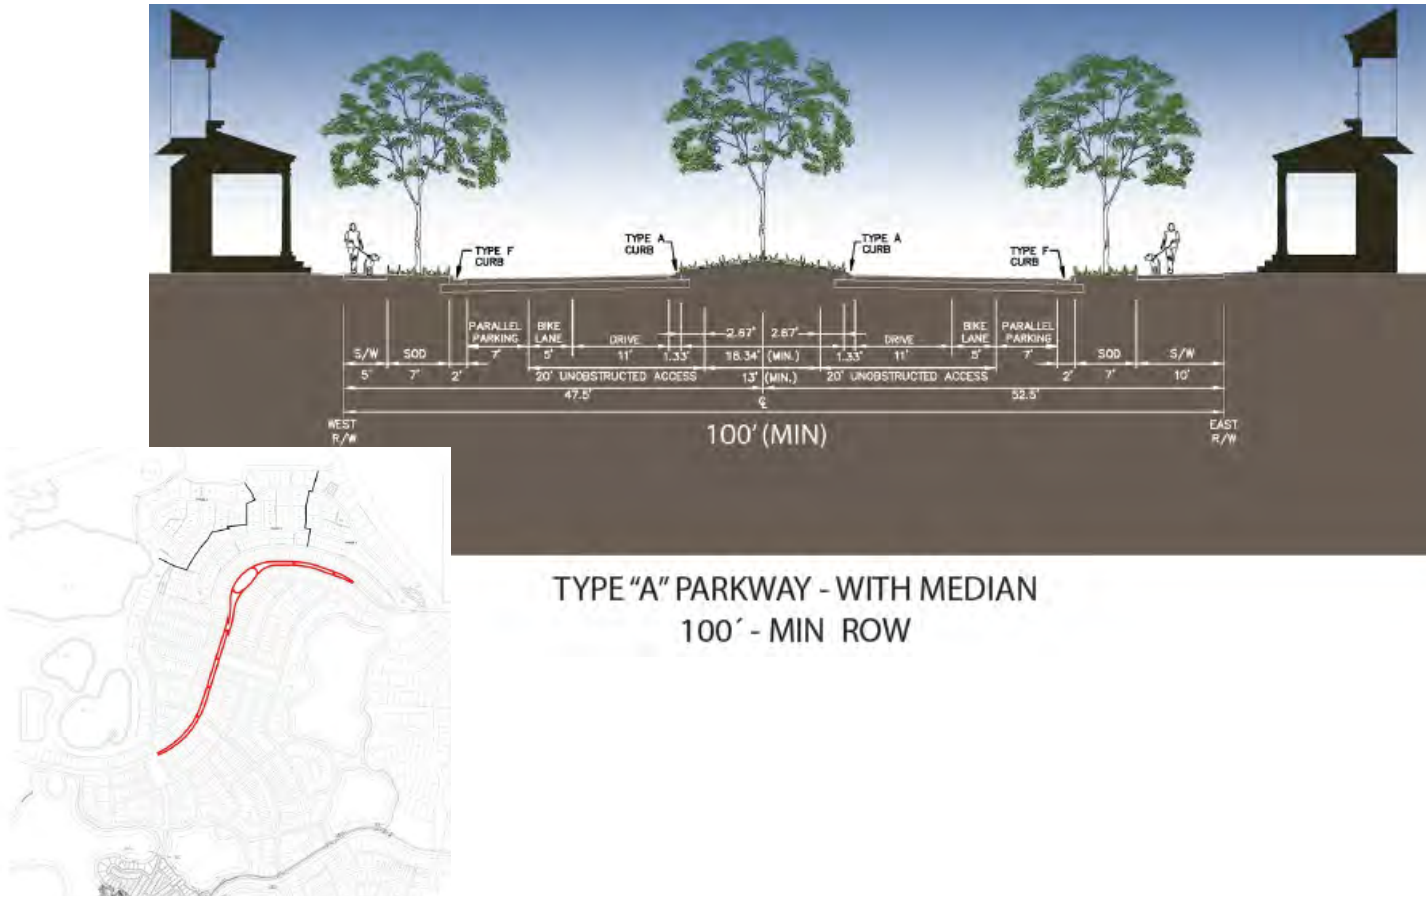 TYPE F
CURB
TYPE A
CURB
TYPE A
CURB
TYPE F
CURB
PARALLEL
PARKING
BIKE
LANE
DRIVE
2.67' 2.67'
DRIVE
BIKE
LANE
PARALLEL
PARKING
S/W SOD 7' 5' 11' 1.33' 18.34' (MIN.) 1.33' 11' 5' 7' SOD S/W
5' 7' 2' 20' UNOBSTRUCTED ACCESS 13' (MIN.) 20' UNOBSTRUCTED ACCESS 2' 7' 10'
47.5' 52.5'
WEST
R/W
100' (MIN)
EAST
R/W
TYPE “A” PARKWAY - WITH MEDIAN
100´ - MIN ROW